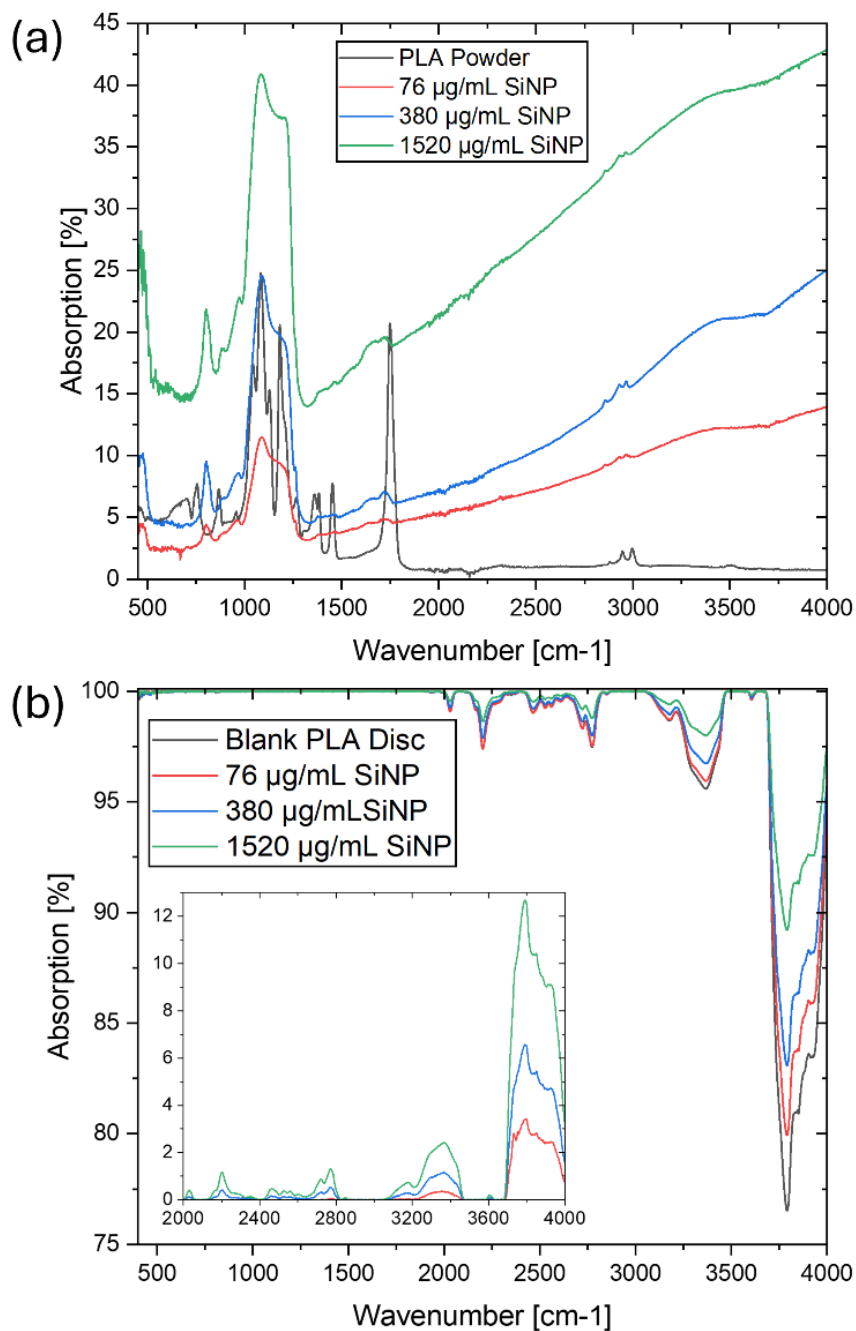 (a)
PLA Powder
76 µg/mL SiNP
380 µg/mL SiNP
1520 µg/mL SiNP
45
40
35
30
25
20
15
10
5
0
Absorption [%]
500 1000 1500 2000 2500 3000 3500 4000
Wavenumber [cm-1]
(b)
Blank PLA Disc
76 µg/mL SiNP
380 µg/mLSiNP
1520 µg/mL SiNP
100
95
90
85
80
75
Absorption [%]
12
10
8
6
4
2
0
2000 2400 2800 3200 3600 4000
500 1000 1500 2000 2500 3000 3500 4000
Wavenumber [cm-1]